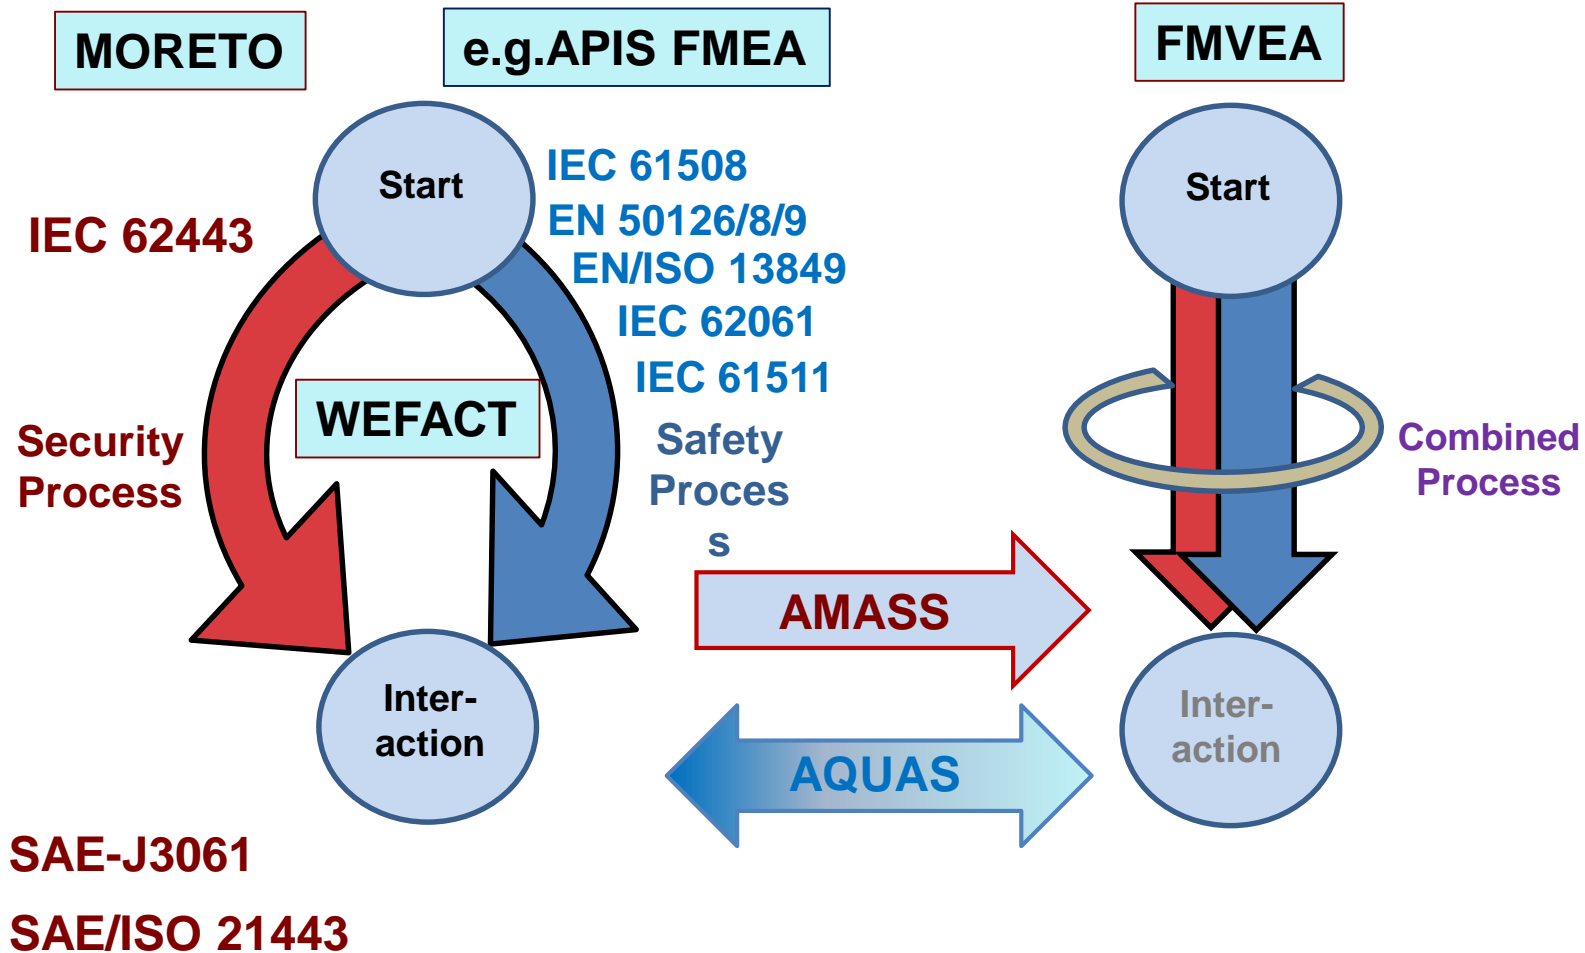 MORETO
e.g.APIS FMEA
FMVEA
Start
IEC 61508
EN 50126/8/9
EN/ISO 13849
IEC 62061
IEC 61511
IEC 62443
Start
WEFACT
Security
Process
Safety
Proces
s
Combined
Process
AMASS
Inter-
action
Inter-
action
AQUAS
SAE-J3061
SAE/ISO 21443